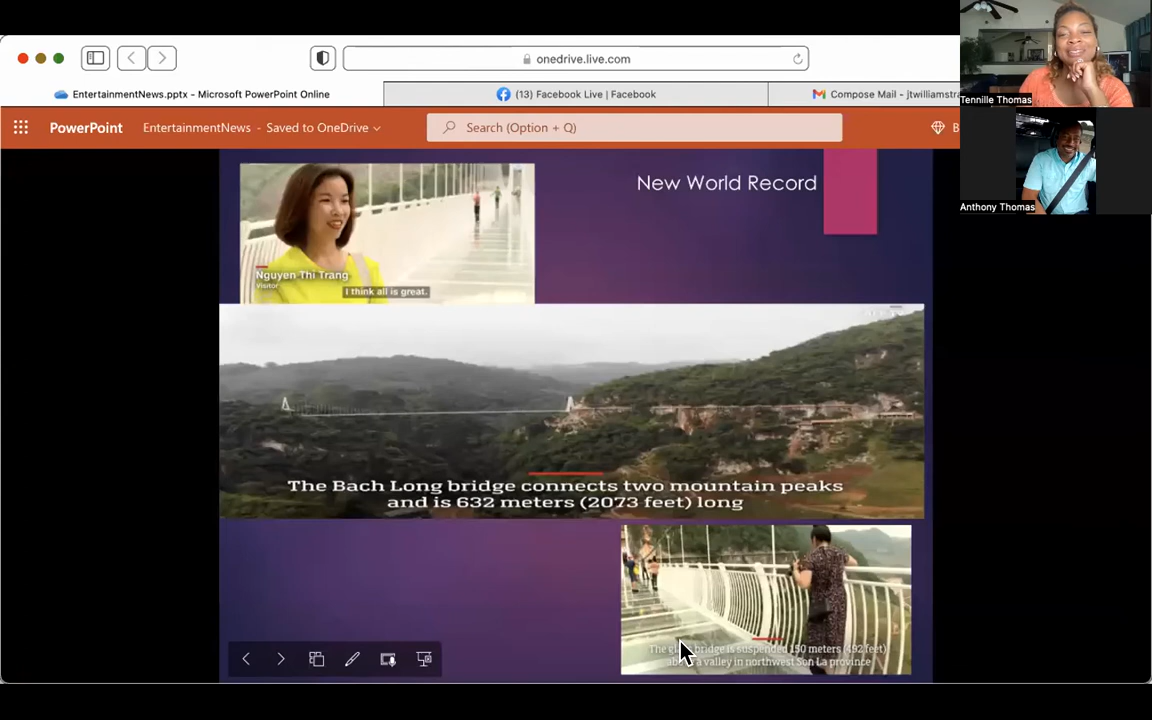 onedrive.live.com
EntertainmentNews.pptx - Microsoft PowerPoint Online
(13) Facebook Live | Facebook
Compose Mail - jtwilliamstra
PowerPoint
EntertainmentNews - Saved to OneDrive
Search (Option + Q)
B
Tennille Thomas
Anthony Thomas
New World Record
Nguyen Thi Trang
Visitor
I think all is great.
The Bach Long bridge connects two mountain peaks
and is 632 meters (2073 feet) long
The bridge is suspended 150 meters (492 feet)
a valley in northwest Son La province